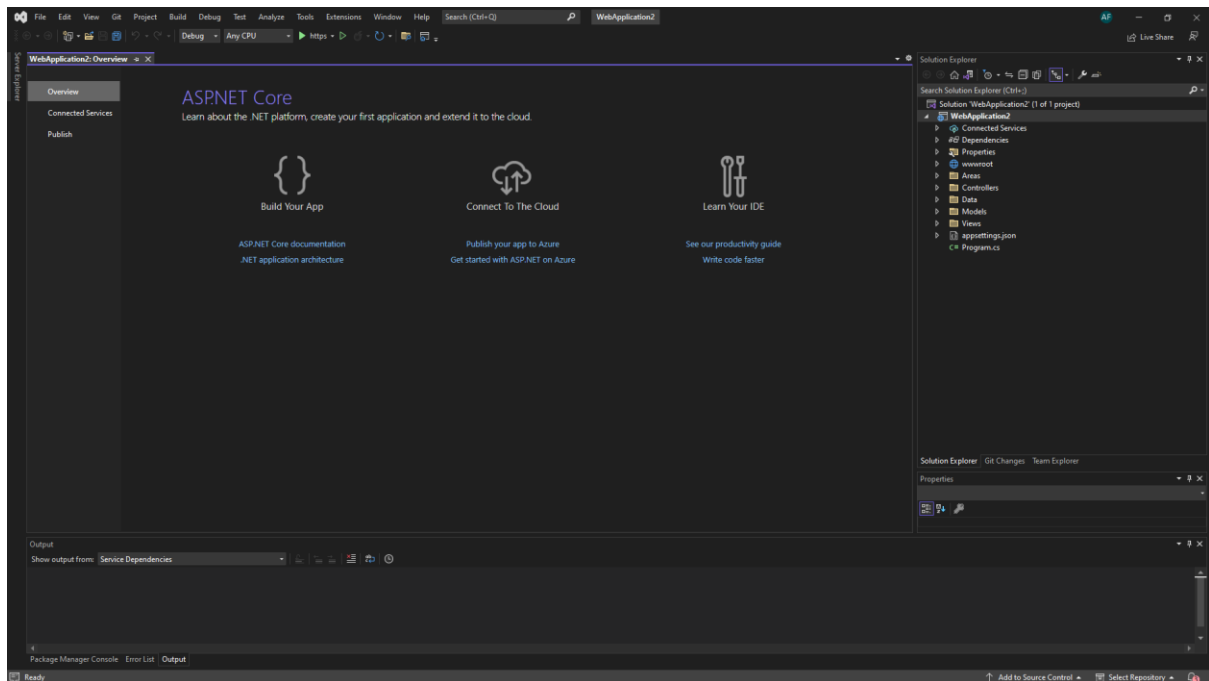 File Edit View Git Project Build Debug Test Analyze Tools Extensions Window Help Search (Ctrl+Q) WebApplication2 AF
Debug Any CPU https Live Share
Server Explorer
WebApplication2: Overview
Overview
Connected Services
Publish
ASP.NET Core
Learn about the .NET platform, create your first application and extend it to the cloud.
Build Your App
ASP.NET Core documentation
.NET application architecture
Connect To The Cloud
Publish your app to Azure
Get started with ASP.NET on Azure
Learn Your IDE
See our productivity guide
Write code faster
Solution Explorer
Search Solution Explorer (Ctrl+;)
Solution 'WebApplication2' (1 of 1 project)
WebApplication2
Connected Services
Dependencies
Properties
wwwroot
Areas
Controllers
Data
Models
Views
appsettings.json
C# Program.cs
Solution Explorer Git Changes Team Explorer
Properties
Output
Show output from: Service Dependencies
Package Manager Console Error List Output
Ready Add to Source Control Select Repository